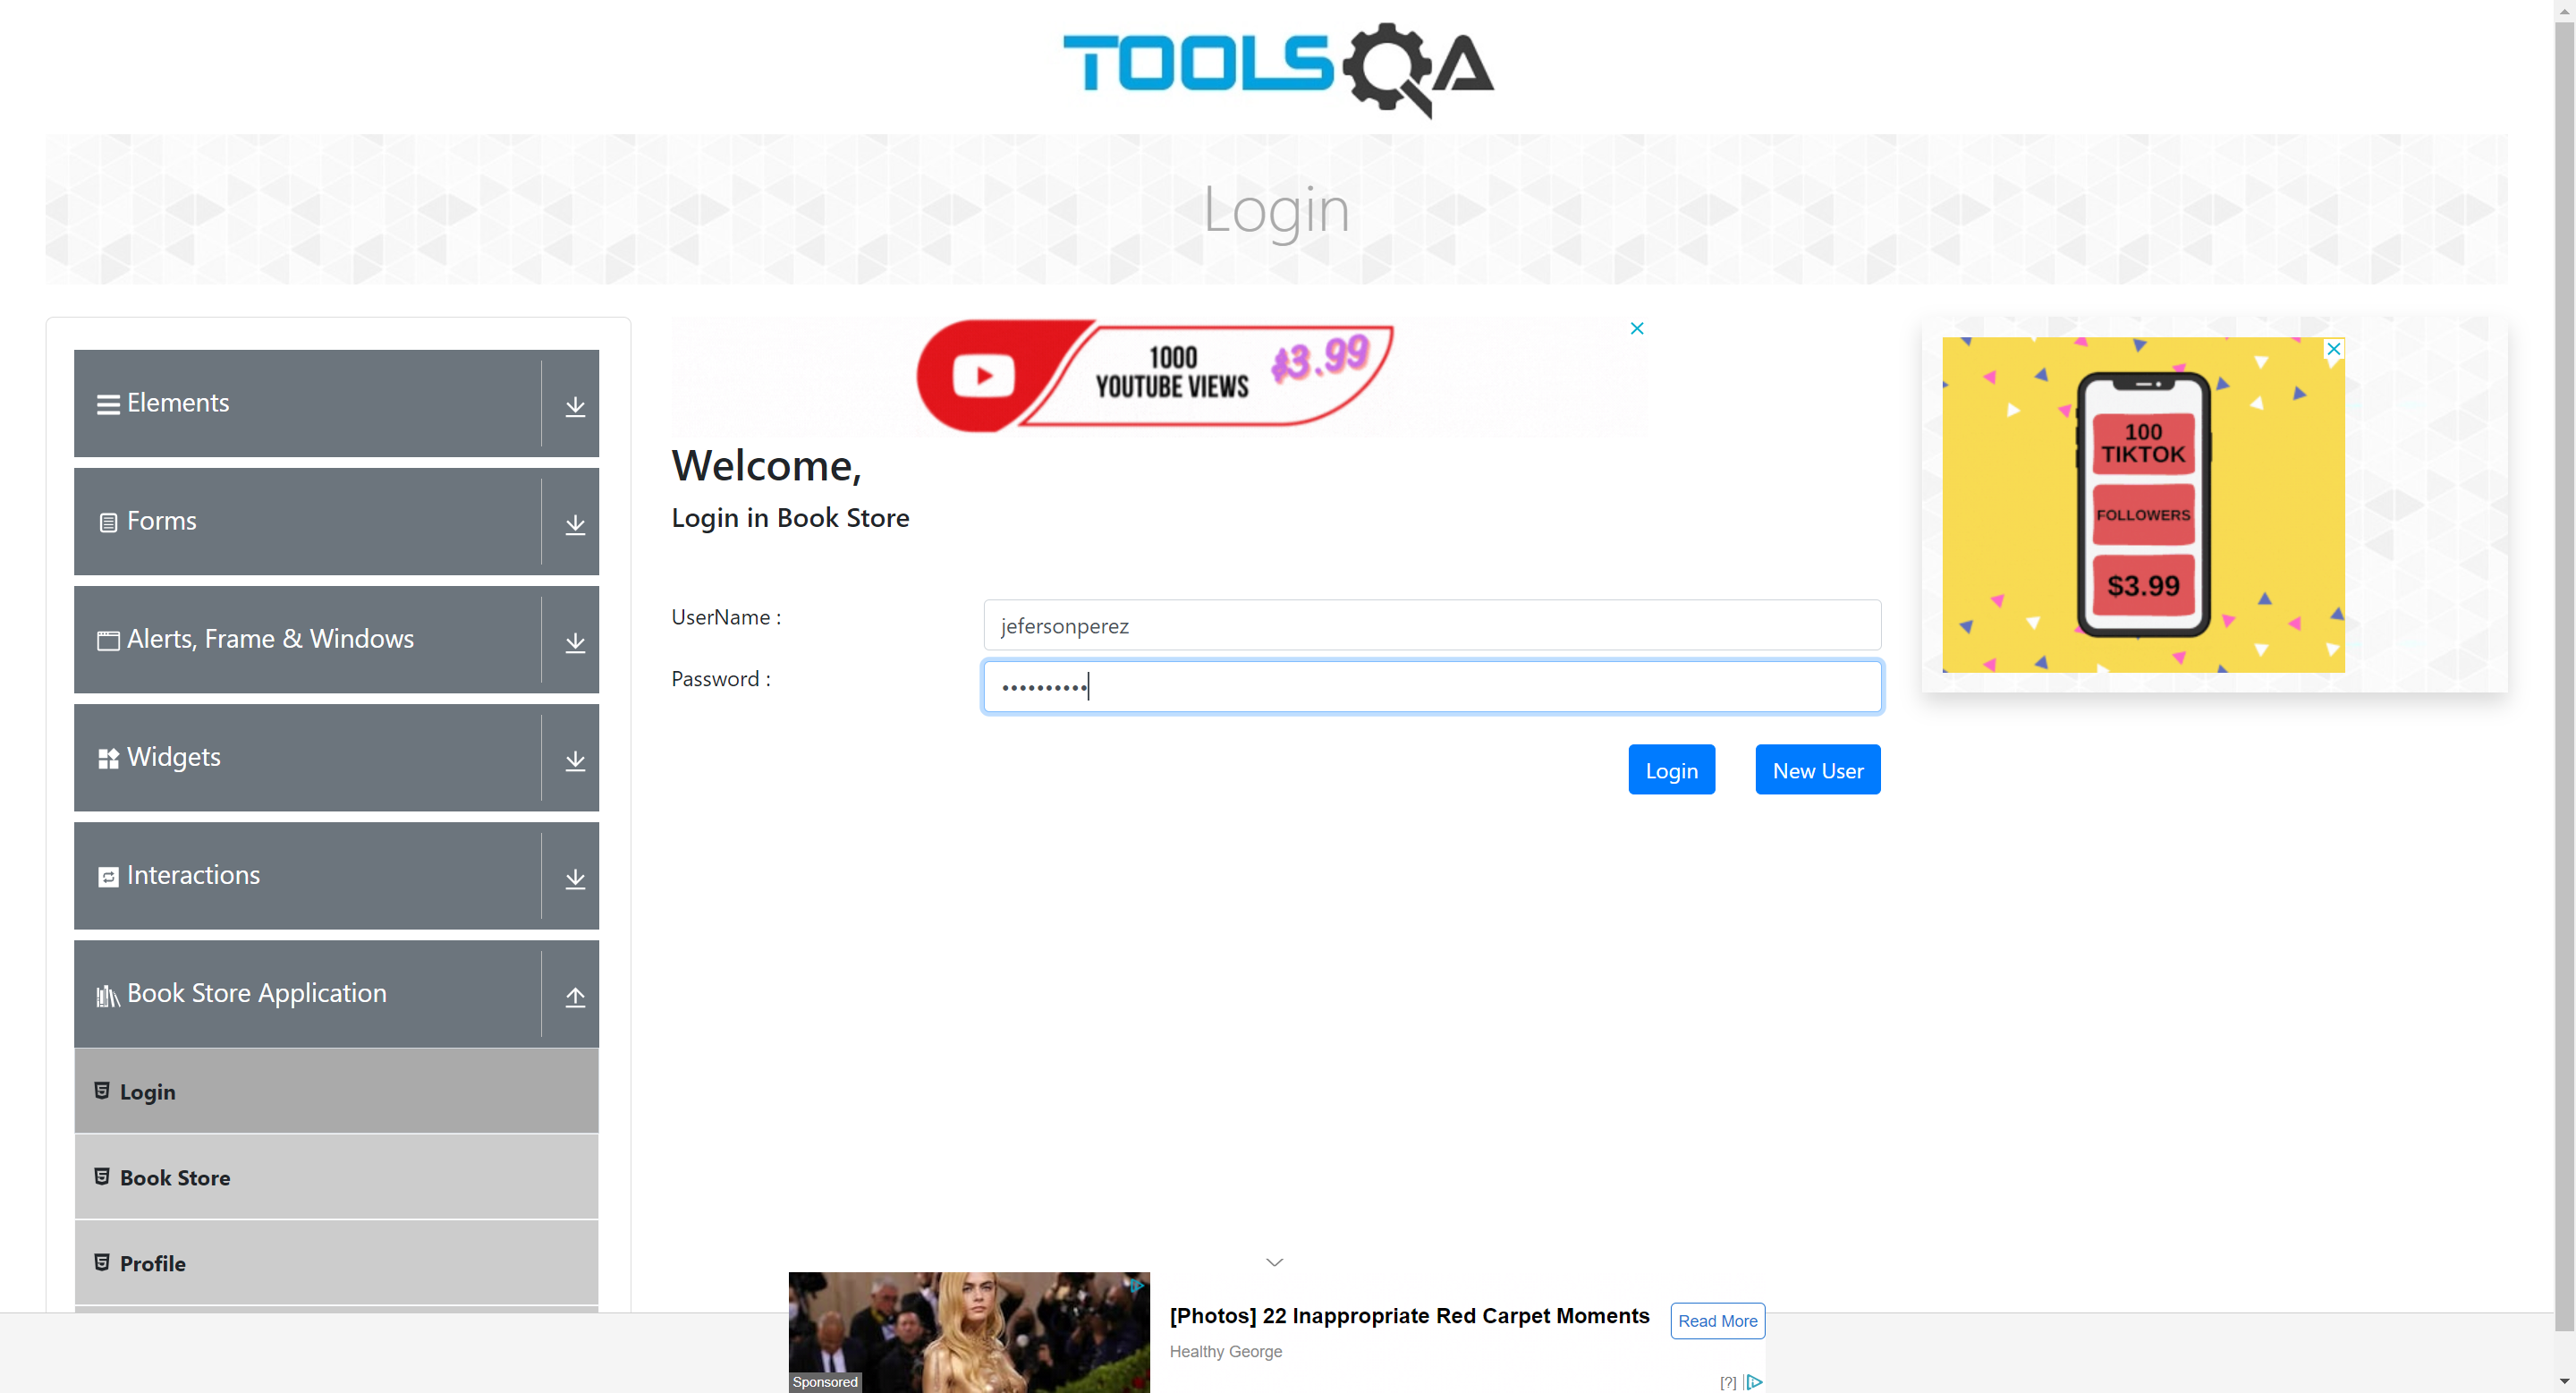 TOOLSQA
Login
Elements
Forms
Alerts, Frame & Windows
Widgets
Interactions
Book Store Application
Login
Book Store
Profile
1000
YOUTUBE VIEWS
$3.99
Welcome,
Login in Book Store
UserName :
jefersonperez
Password :
••••••••••
Login
New User
100
TIKTOK
FOLLOWERS
$3.99
[Photos] 22 Inappropriate Red Carpet Moments
Read More
Healthy George
Sponsored
[?]